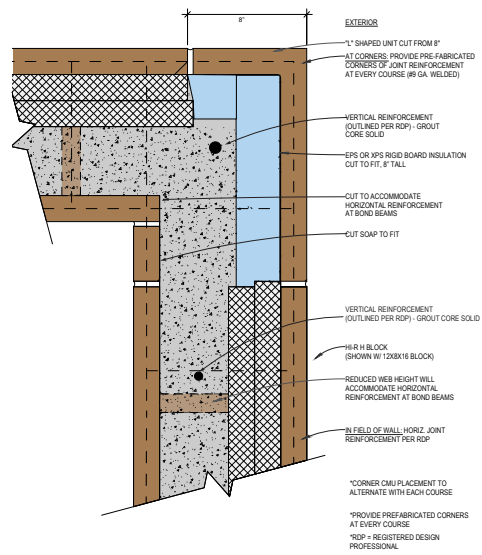 8"
EXTERIOR
"L" SHAPED UNIT CUT FROM 8"
AT CORNERS: PROVIDE PRE-FABRICATED
CORNERS OF JOINT REINFORCEMENT
AT EVERY COURSE (#9 GA. WELDED)
VERTICAL REINFORCEMENT
(OUTLINED PER RDP) - GROUT
CORE SOLID
EPS OR XPS RIGID BOARD INSULATION
CUT TO FIT, 8" TALL
CUT TO ACCOMMODATE
HORIZONTAL REINFORCEMENT
AT BOND BEAMS
CUT SOAP TO FIT
VERTICAL REINFORCEMENT
(OUTLINED PER RDP) - GROUT CORE SOLID
HI-R H BLOCK
(SHOWN W/ 12X8X16 BLOCK)
REDUCED WEB HEIGHT WILL
ACCOMMODATE HORIZONTAL
REINFORCEMENT AT BOND BEAMS
IN FIELD OF WALL: HORIZ. JOINT
REINFORCEMENT PER RDP
*CORNER CMU PLACEMENT TO
ALTERNATE WITH EACH COURSE
*PROVIDE PREFABRICATED CORNERS
AT EVERY COURSE
*RDP = REGISTERED DESIGN
PROFESSIONAL